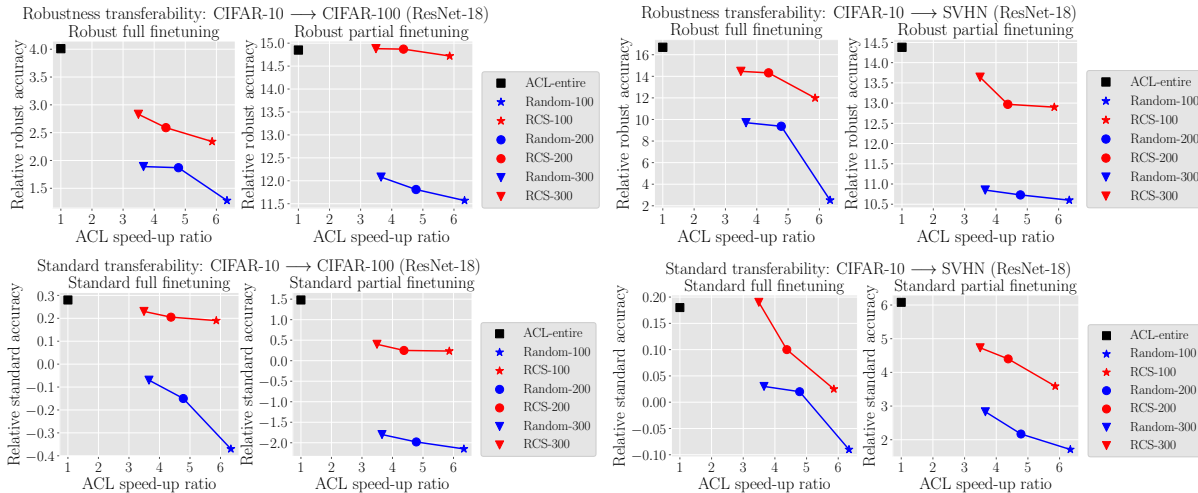 Robustness transferability: CIFAR-10 ⟶ CIFAR-100 (ResNet-18)
Robust full finetuning
Relative robust accuracy
4.0
3.5
3.0
2.5
2.0
1.5
1 2 3 4 5 6
ACL speed-up ratio
Robust partial finetuning
Relative robust accuracy
15.0
14.5
14.0
13.5
13.0
12.5
12.0
11.5
1 2 3 4 5 6
ACL speed-up ratio
ACL-entire
Random-100
RCS-100
Random-200
RCS-200
Random-300
RCS-300
Robustness transferability: CIFAR-10 ⟶ SVHN (ResNet-18)
Robust full finetuning
Relative robust accuracy
16
14
12
10
8
6
4
2
1 2 3 4 5 6
ACL speed-up ratio
Robust partial finetuning
Relative robust accuracy
14.5
14.0
13.5
13.0
12.5
12.0
11.5
11.0
10.5
1 2 3 4 5 6
ACL speed-up ratio
ACL-entire
Random-100
RCS-100
Random-200
RCS-200
Random-300
RCS-300
Standard transferability: CIFAR-10 ⟶ CIFAR-100 (ResNet-18)
Standard full finetuning
Relative standard accuracy
0.3
0.2
0.1
0.0
−0.1
−0.2
−0.3
−0.4
1 2 3 4 5 6
ACL speed-up ratio
Standard partial finetuning
Relative standard accuracy
1.5
1.0
0.5
0.0
−0.5
−1.0
−1.5
−2.0
1 2 3 4 5 6
ACL speed-up ratio
ACL-entire
Random-100
RCS-100
Random-200
RCS-200
Random-300
RCS-300
Standard transferability: CIFAR-10 ⟶ SVHN (ResNet-18)
Standard full finetuning
Relative standard accuracy
0.20
0.15
0.10
0.05
0.00
−0.05
−0.10
1 2 3 4 5 6
ACL speed-up ratio
Standard partial finetuning
Relative standard accuracy
6
5
4
3
2
1 2 3 4 5 6
ACL speed-up ratio
ACL-entire
Random-100
RCS-100
Random-200
RCS-200
Random-300
RCS-300